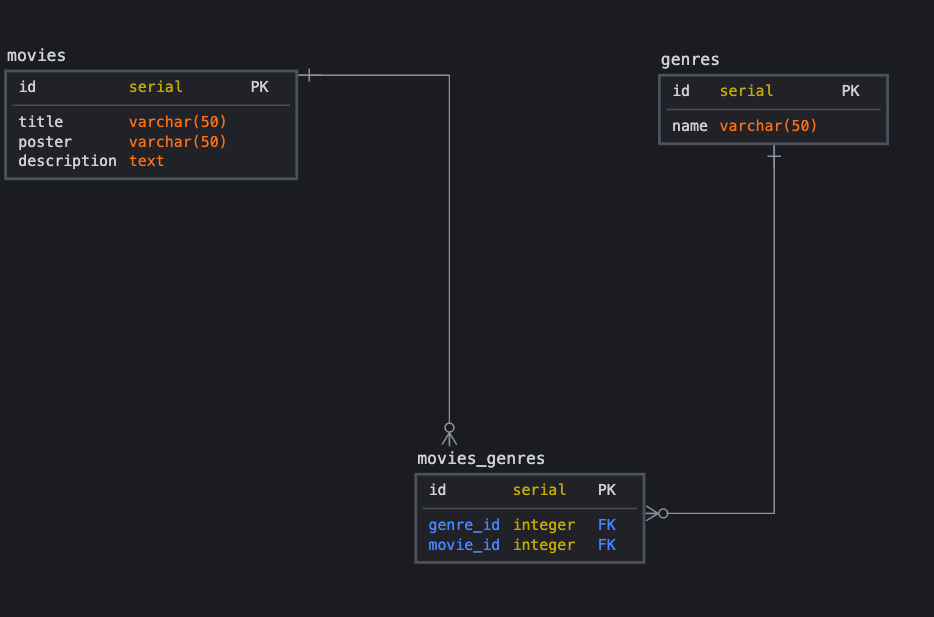 movies
id serial PK
title varchar(50)
poster varchar(50)
description text
genres
id serial PK
name varchar(50)
movies_genres
id serial PK
genre_id integer FK
movie_id integer FK